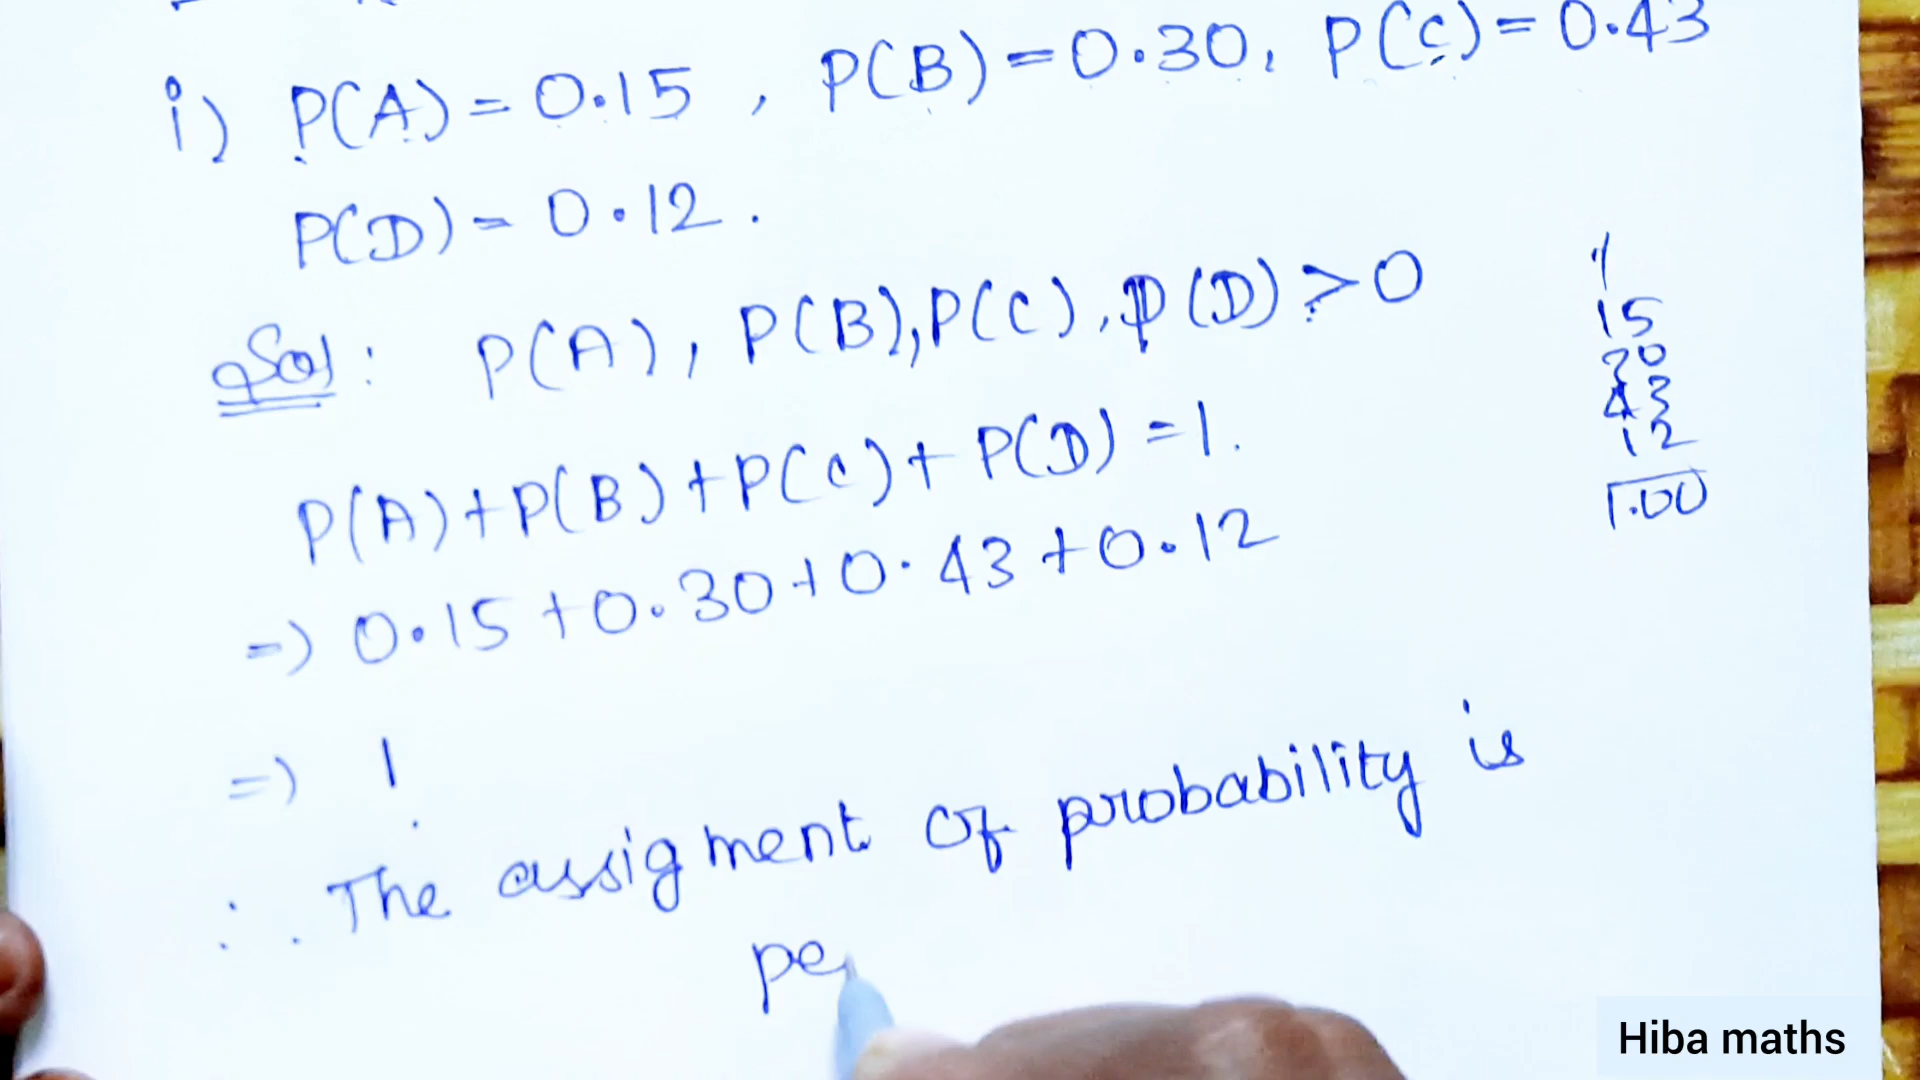 i) P(A) = 0.15 , P(B) = 0.30, P(C) = 0.43
P(D) = 0.12 .
Sol : P(A), P(B), P(C), P(D) > 0
P(A) + P(B) + P(C) + P(D) = 1.
=) 0.15 + 0.30 + 0.43 + 0.12
=) 1
∴ The assigment of probability is
pe
1
15
30
43
12
1.00
Hiba maths